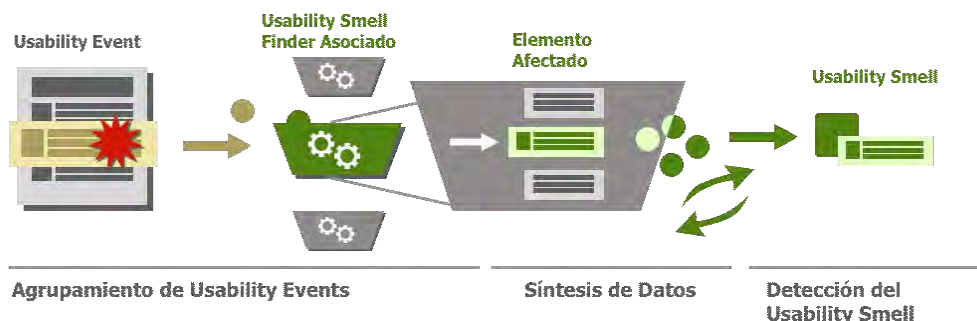 Usability Event
Usability Smell
Finder Asociado
Elemento
Afectado
Usability Smell
Agrupamiento de Usability Events
Síntesis de Datos
Detección del
Usability Smell